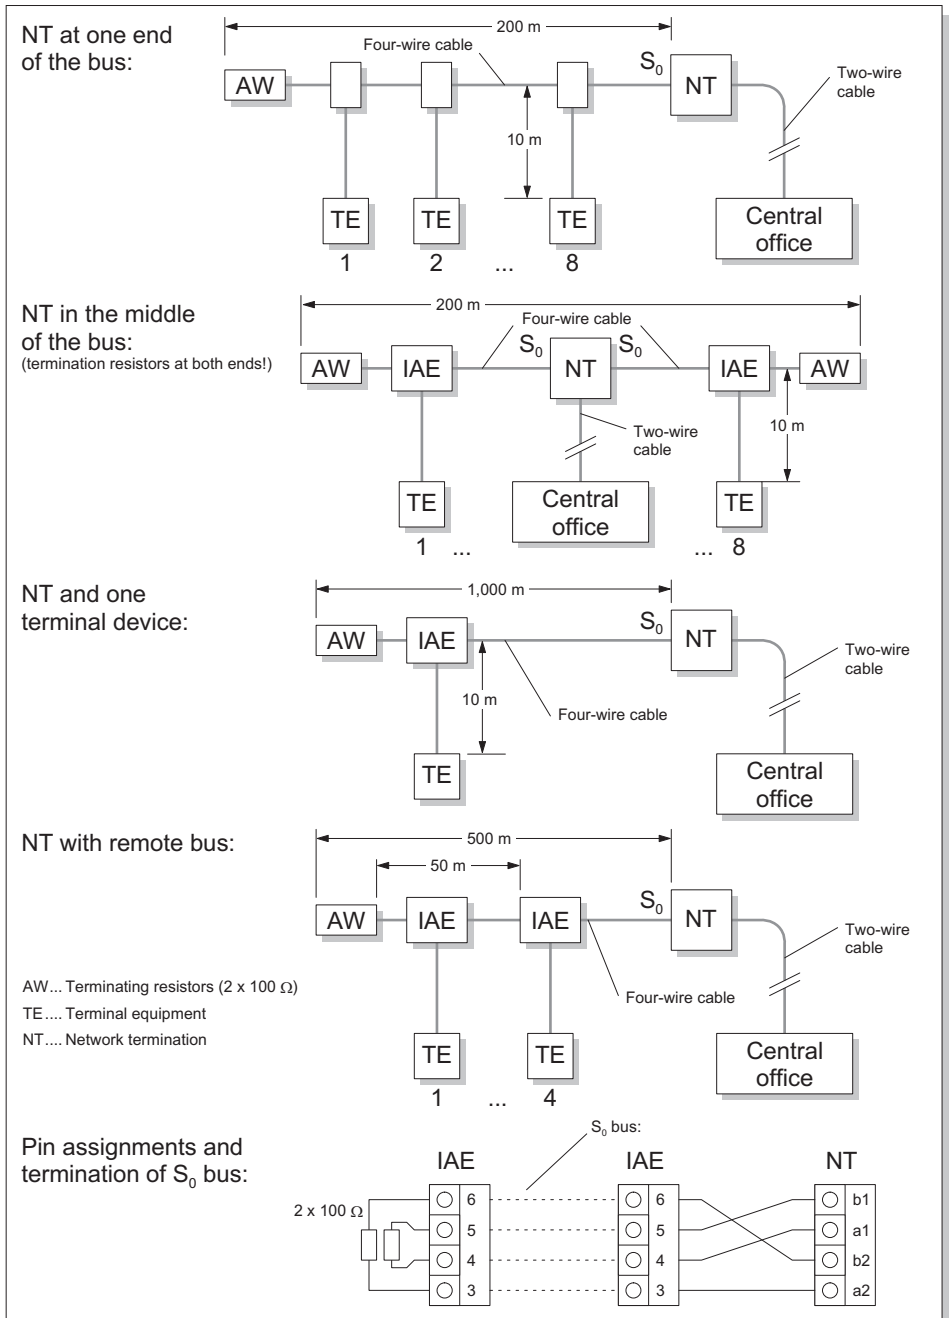 NT at one end
of the bus:
200 m
Four-wire cable
S0
AW
NT
Two-wire
cable
10 m
TE
TE
TE
Central
office
1
2
...
8
NT in the middle
of the bus:
(termination resistors at both ends!)
200 m
Four-wire cable
S0
S0
AW
IAE
NT
IAE
AW
Two-wire
cable
10 m
TE
Central
office
TE
1 ...
... 8
NT and one
terminal device:
1,000 m
S0
AW
IAE
NT
Two-wire
cable
10 m
Four-wire cable
TE
Central
office
NT with remote bus:
500 m
50 m
S0
AW
IAE
IAE
NT
Two-wire
cable
Four-wire cable
AW... Terminating resistors (2 x 100 Ω)
TE.... Terminal equipment
NT.... Network termination
TE
TE
Central
office
1
...
4
Pin assignments and
termination of S0 bus:
S0 bus:
IAE
IAE
NT
2 x 100 Ω
6
6
b1
5
5
a1
4
4
b2
3
3
a2